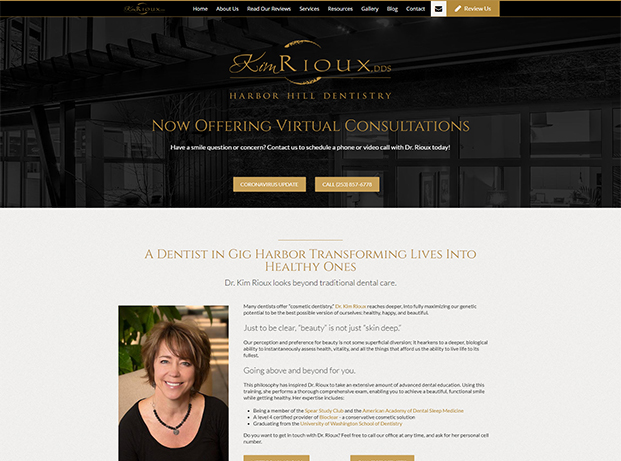 Kim RIOUX DDS
Home About Us Read Our Reviews Services Resources Gallery Blog Contact Review Us
Kim RIOUX, DDS
HARBOR HILL DENTISTRY
NOW OFFERING VIRTUAL CONSULTATIONS
Have a smile question or concern? Contact us to schedule a phone or video call with Dr. Rioux today!
CORONAVIRUS UPDATE CALL (253) 857-6778
A DENTIST IN GIG HARBOR TRANSFORMING LIVES INTO
HEALTHY ONES
Dr. Kim Rioux looks beyond traditional dental care.
Many dentists offer "cosmetic dentistry." Dr. Kim Rioux reaches deeper, into fully maximizing our genetic
potential to be the best possible version of ourselves: healthy, happy, and beautiful.
Just to be clear, "beauty" is not just "skin deep."
Our perception and preference for beauty is not some superficial diversion; it hearkens to a deeper, biological
ability to instantaneously assess health, vitality, and all the things that afford us the ability to live life to its
fullest.
Going above and beyond for you.
This philosophy has inspired Dr. Rioux to take an extensive amount of advanced dental education. Using this
training, she performs a thorough comprehensive exam, enabling you to achieve a beautiful, functional smile
while getting healthy. Her expertise includes:
• Being a member of the Spear Study Club and the American Academy of Dental Sleep Medicine
• A level 4 certified provider of Bioclear – a conservative cosmetic solution
• Graduating from the University of Washington School of Dentistry
Do you want to get in touch with Dr. Rioux? Feel free to call our office at any time, and ask for her personal cell
number.